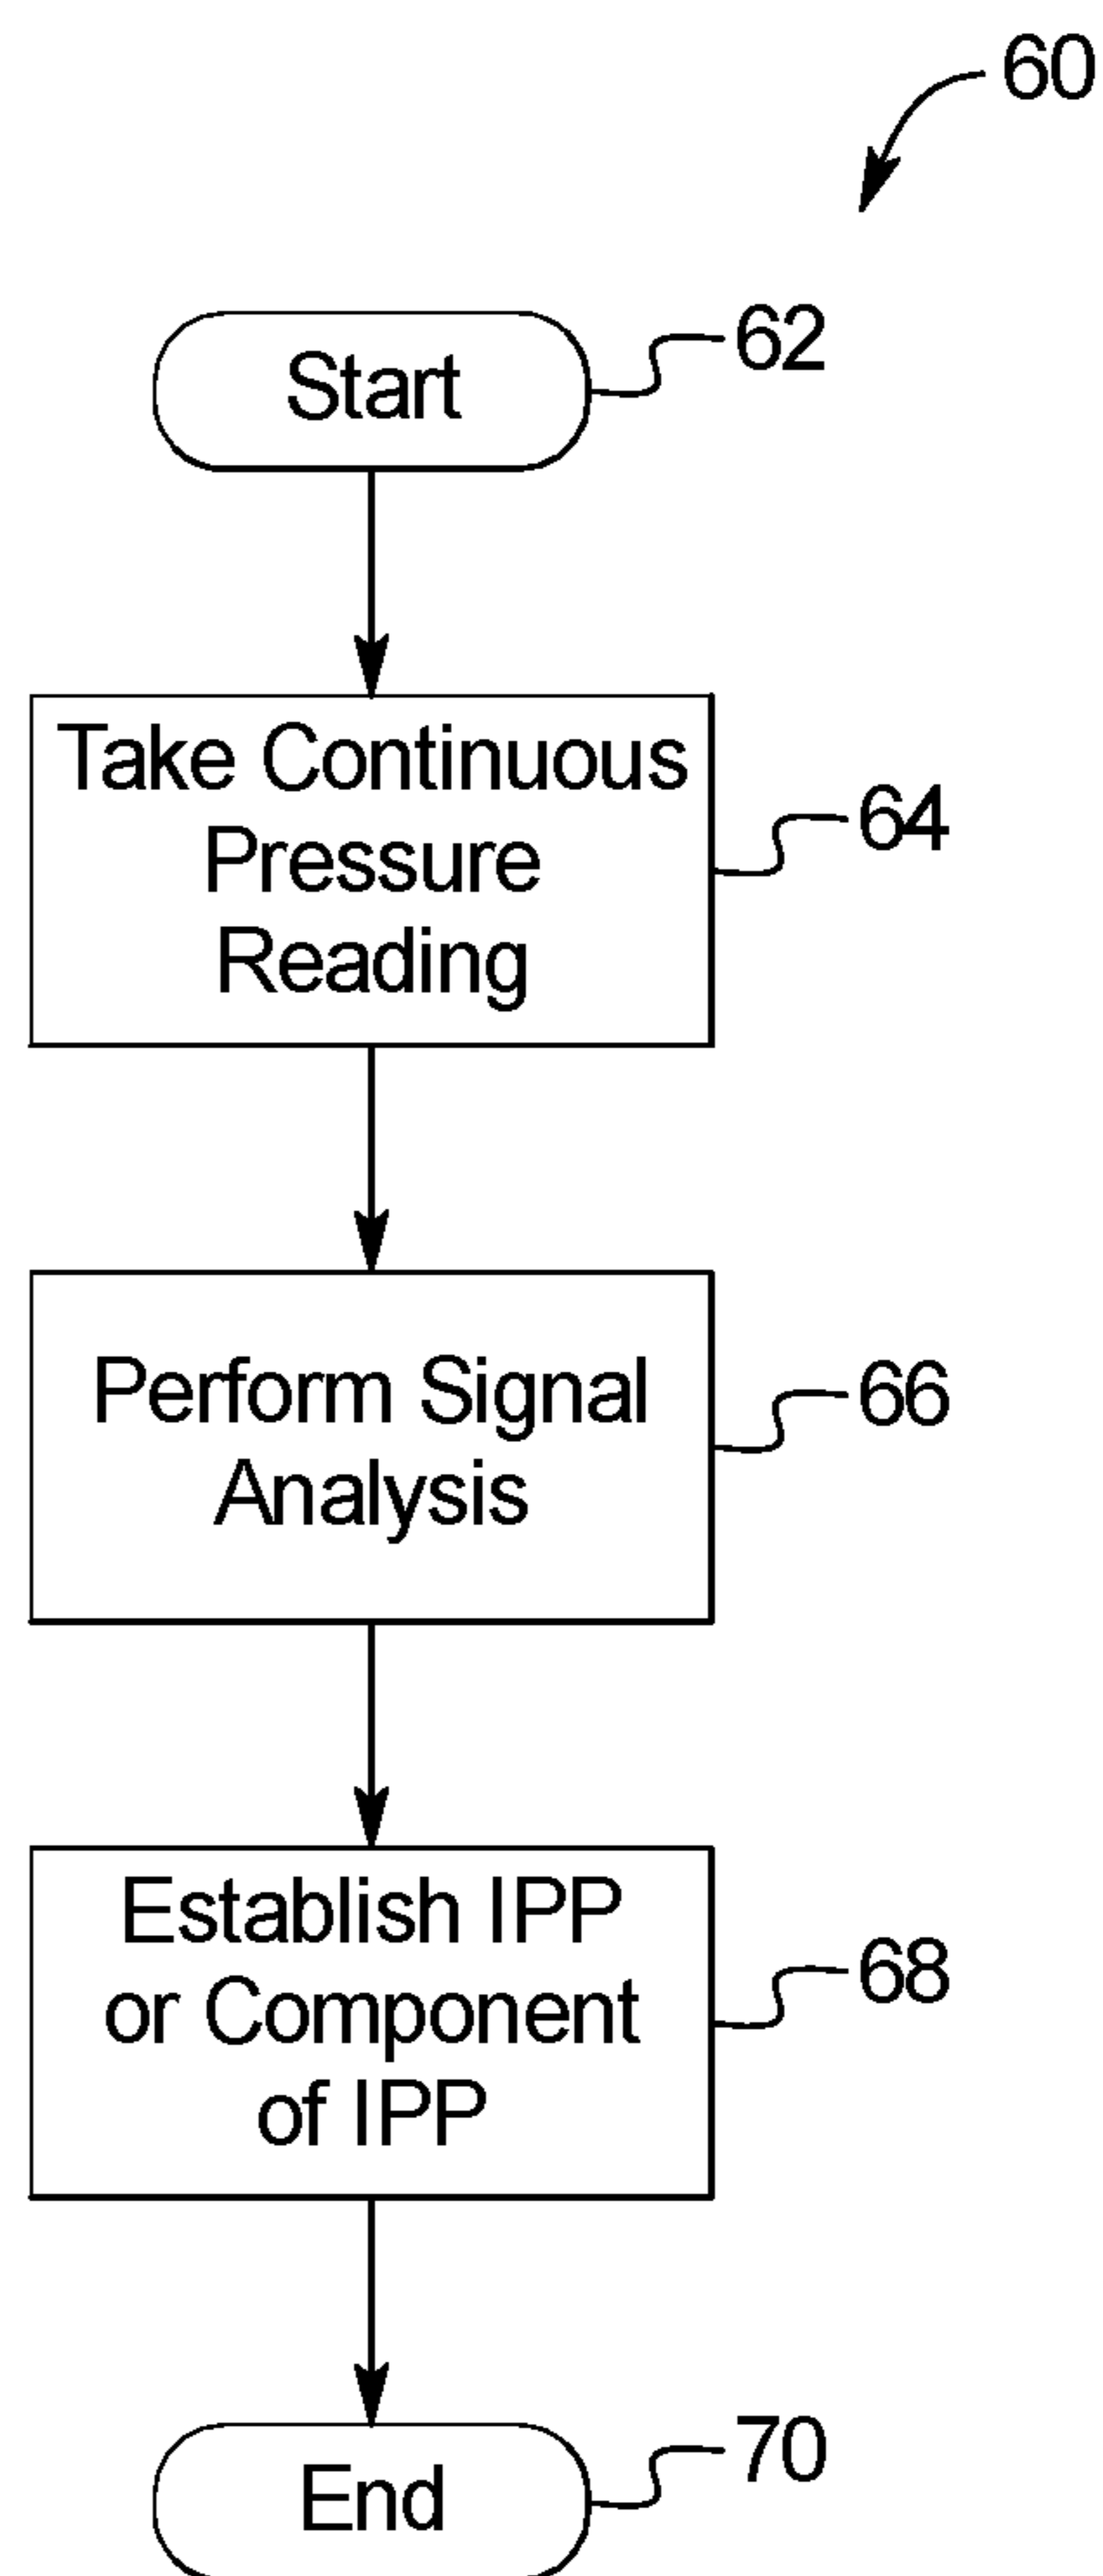 60
Start
62
Take Continuous
Pressure
Reading
64
Perform Signal
Analysis
66
Establish IPP
or Component
of IPP
68
End
70